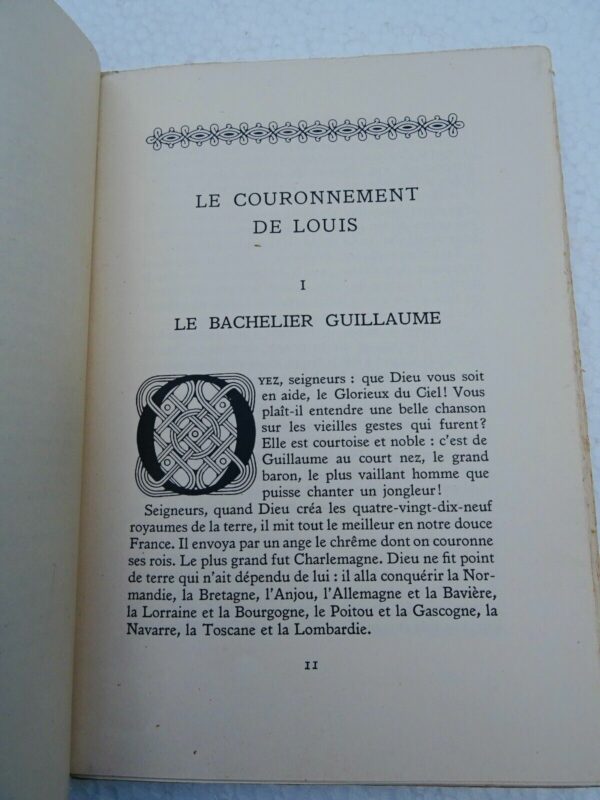 LE COURONNEMENT
DE LOUIS
I
LE BACHELIER GUILLAUME
OYEZ, seigneurs : que Dieu vous soit
en aide, le Glorieux du Ciel! Vous
plaît-il entendre une belle chanson
sur les vieilles gestes qui furent?
Elle est courtoise et noble : c'est de
Guillaume au court nez, le grand
baron, le plus vaillant homme que
puisse chanter un jongleur!
Seigneurs, quand Dieu créa les quatre-vingt-dix-neuf
royaumes de la terre, il mit tout le meilleur en notre douce
France. Il envoya par un ange le chrême dont on couronne
ses rois. Le plus grand fut Charlemagne. Dieu ne fit point
de terre qui n'ait dépendu de lui : il alla conquérir la Nor-
mandie, la Bretagne, l'Anjou, l'Allemagne et la Bavière,
la Lorraine et la Bourgogne, le Poitou et la Gascogne, la
Navarre, la Toscane et la Lombardie.
11